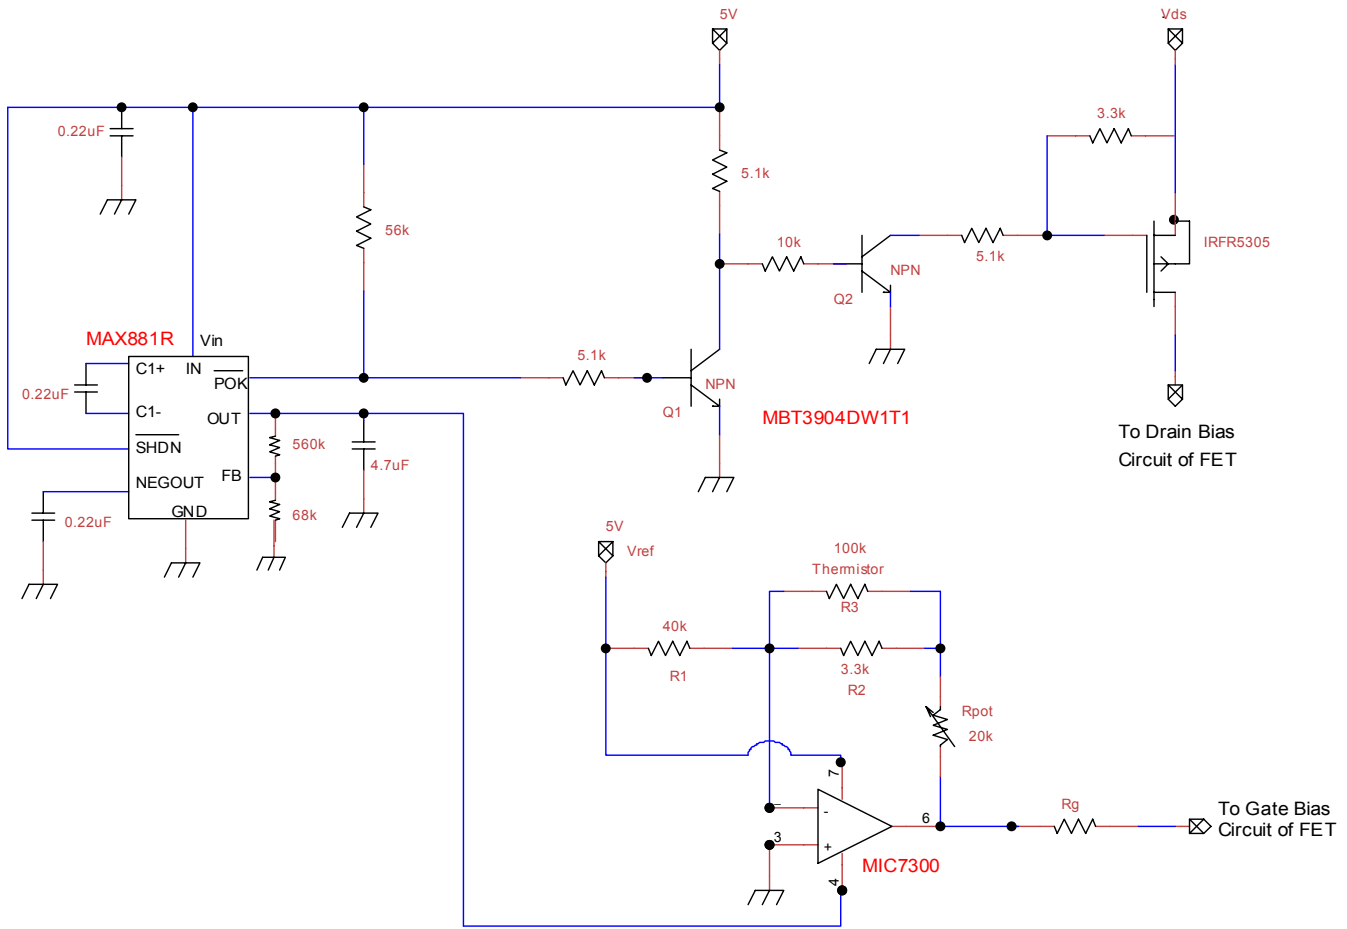 5V
Vds
0.22uF
3.3k
5.1k
56k
10k
NPN
Q2
5.1k
IRFR5305
MAX881R
Vin
C1+
IN
POK
0.22uF
C1-
OUT
SHDN
560k
4.7uF
NEGOUT
FB
0.22uF
GND
68k
5.1k
NPN
Q1
MBT3904DW1T1
To Drain Bias
Circuit of FET
5V
Vref
100k
Thermistor
R3
40k
R1
3.3k
R2
Rpot
20k
7
-
3
+
4
6
MIC7300
Rg
To Gate Bias
Circuit of FET